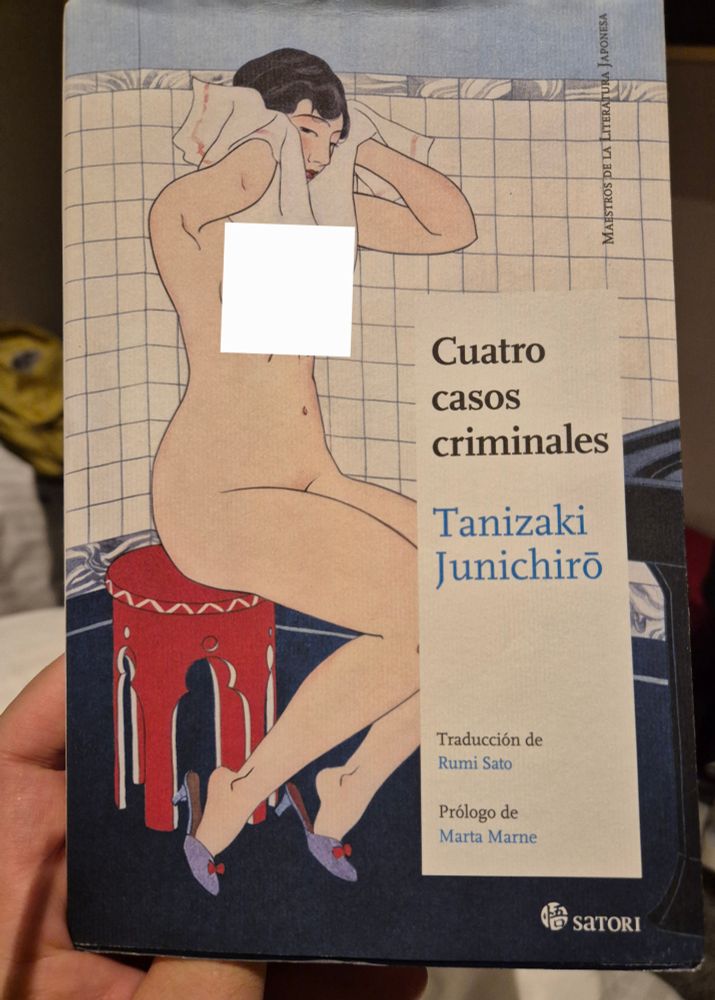 MAESTROS DE LA LITERATURA JAPONESA
Cuatro
casos
criminales
Tanizaki
Junichirō
Traducción de
Rumi Sato
Prólogo de
Marta Marne
悟 SATORI